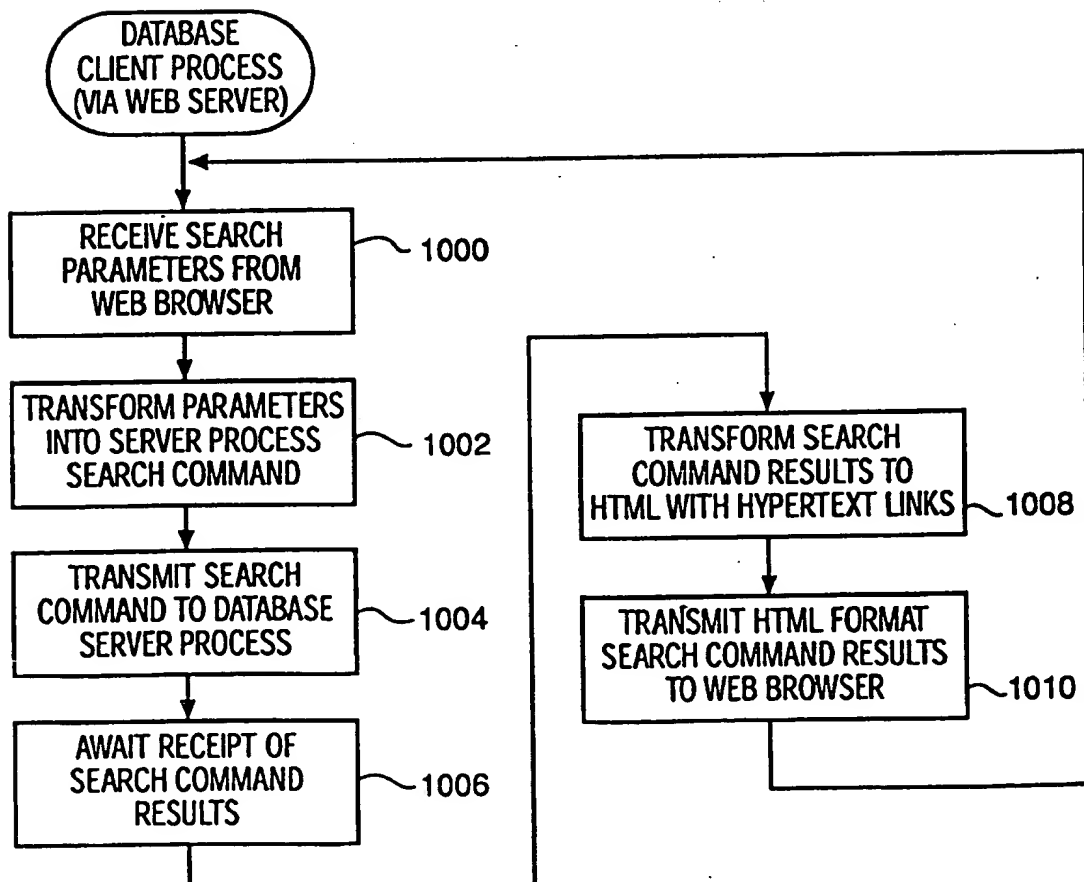 DATABASE
CLIENT PROCESS
(VIA WEB SERVER)
RECEIVE SEARCH
PARAMETERS FROM
WEB BROWSER
1000
TRANSFORM PARAMETERS
INTO SERVER PROCESS
SEARCH COMMAND
1002
TRANSMIT SEARCH
COMMAND TO DATABASE
SERVER PROCESS
1004
AWAIT RECEIPT OF
SEARCH COMMAND
RESULTS
1006
TRANSFORM SEARCH
COMMAND RESULTS TO
HTML WITH HYPERTEXT LINKS
1008
TRANSMIT HTML FORMAT
SEARCH COMMAND RESULTS
TO WEB BROWSER
1010